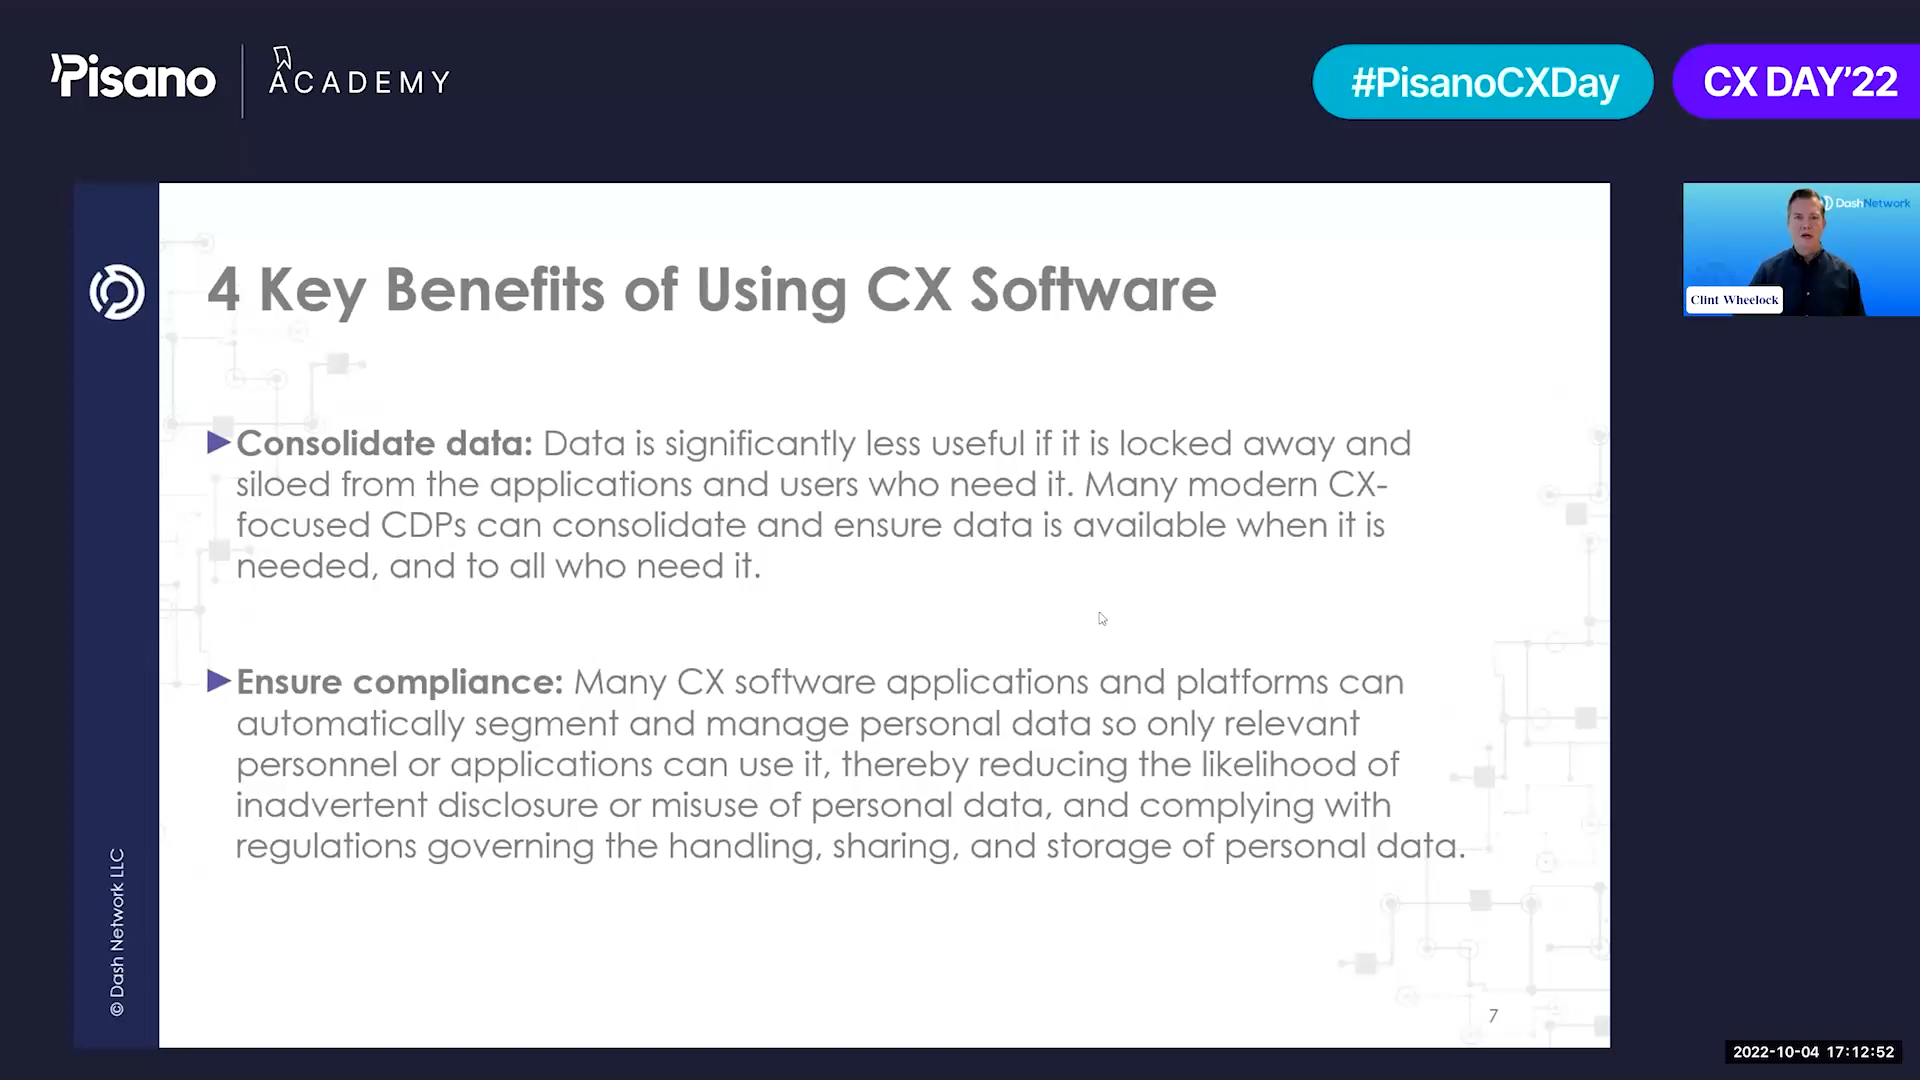 Pisano
ACADEMY
#PisanoCXDay
CX DAY'22
DashNetwork
Clint Wheelock
4 Key Benefits of Using CX Software
Consolidate data: Data is significantly less useful if it is locked away and
siloed from the applications and users who need it. Many modern CX-
focused CDPs can consolidate and ensure data is available when it is
needed, and to all who need it.
Ensure compliance: Many CX software applications and platforms can
automatically segment and manage personal data so only relevant
personnel or applications can use it, thereby reducing the likelihood of
inadvertent disclosure or misuse of personal data, and complying with
regulations governing the handling, sharing, and storage of personal data.
© Dash Network LLC
7
2022-10-04 17:12:52